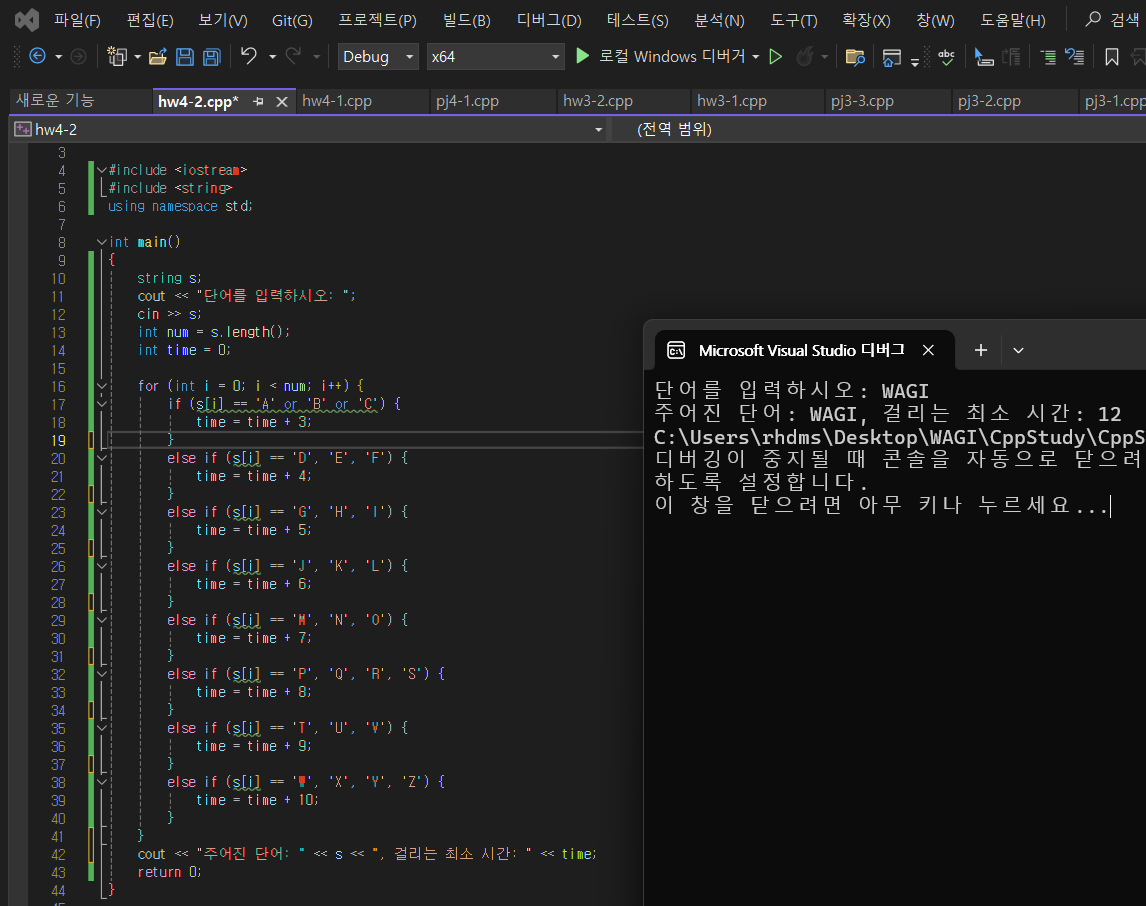 파일(F) 편집(E) 보기(V) Git(G) 프로젝트(P) 빌드(B) 디버그(D) 테스트(S) 분석(N) 도구(T) 확장(X) 창(W) 도움말(H) 검색
Debug x64 로컬 Windows 디버거
새로운 기능 hw4-2.cpp* hw4-1.cpp pj4-1.cpp hw3-2.cpp hw3-1.cpp pj3-3.cpp pj3-2.cpp pj3-1.cpp
hw4-2 (전역 범위)
3
4 #include <iostream>
5 #include <string>
6 using namespace std;
7
8 int main()
9 {
10 string s;
11 cout << "단어를 입력하시오: ";
12 cin >> s;
13 int num = s.length();
14 int time = 0;
15
16 for (int i = 0; i < num; i++) {
17 if (s[i] == 'A' or 'B' or 'C') {
18 time = time + 3;
19 }
20 else if (s[i] == 'D', 'E', 'F') {
21 time = time + 4;
22 }
23 else if (s[i] == 'G', 'H', 'I') {
24 time = time + 5;
25 }
26 else if (s[i] == 'J', 'K', 'L') {
27 time = time + 6;
28 }
29 else if (s[i] == 'M', 'N', 'O') {
30 time = time + 7;
31 }
32 else if (s[i] == 'P', 'Q', 'R', 'S') {
33 time = time + 8;
34 }
35 else if (s[i] == 'T', 'U', 'V') {
36 time = time + 9;
37 }
38 else if (s[i] == 'W', 'X', 'Y', 'Z') {
39 time = time + 10;
40 }
41 }
42 cout << "주어진 단어: " << s << ", 걸리는 최소 시간: " << time;
43 return 0;
44 }
Microsoft Visual Studio 디버그
단어를 입력하시오: WAGI
주어진 단어: WAGI, 걸리는 최소 시간: 12
C:\Users\rhdms\Desktop\WAGI\CppStudy\CppS
디버깅이 중지될 때 콘솔을 자동으로 닫으려
하도록 설정합니다.
이 창을 닫으려면 아무 키나 누르세요...